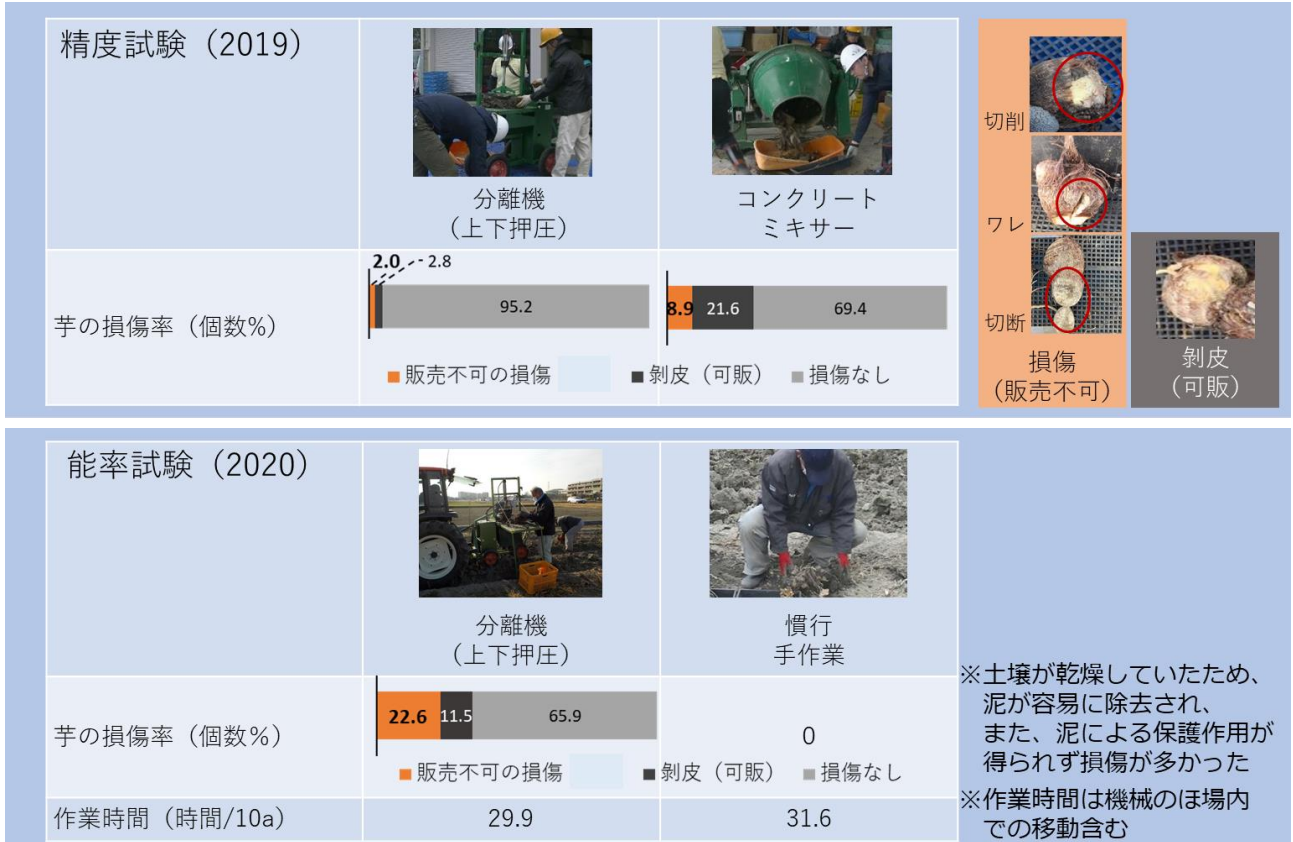 精度試験（2019）
分離機
（上下押圧）
コンクリート
ミキサー
芋の損傷率（個数%）
2.0
2.8
95.2
8.9
21.6
69.4
■販売不可の損傷
■剝皮（可販）
■損傷なし
切削
ワレ
切断
損傷
（販売不可）
剝皮
（可販）
能率試験（2020）
分離機
（上下押圧）
慣行
手作業
芋の損傷率（個数％）
22.6
11.5
65.9
0
■販売不可の損傷
■剝皮（可販）
■損傷なし
作業時間（時間/10a）
29.9
31.6
※土壌が乾燥していたため、
泥が容易に除去され、
また、泥による保護作用が
得られず損傷が多かった
※作業時間は機械のほ場内
での移動含む